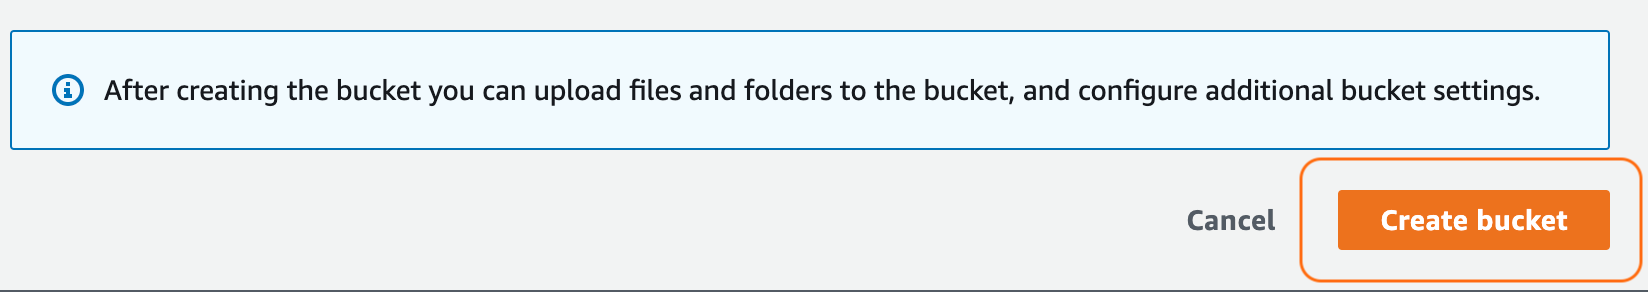 After creating the bucket you can upload files and folders to the bucket, and configure additional bucket settings.
Cancel
Create bucket